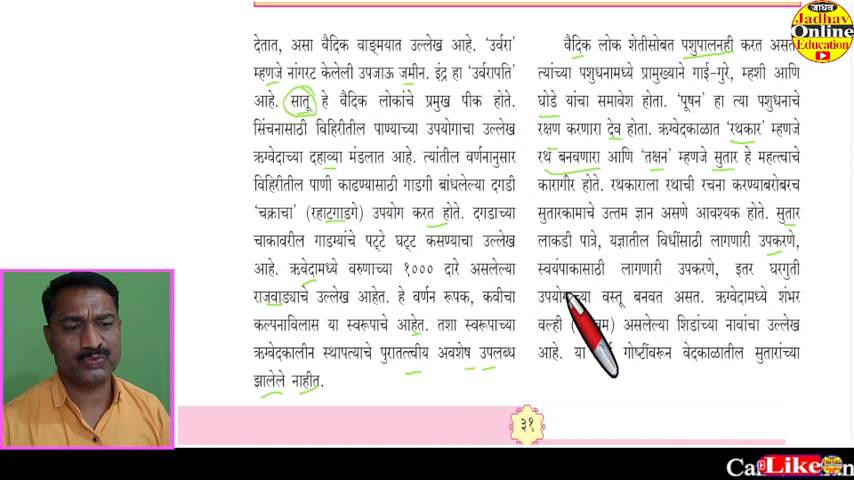 देतात, असा वैदिक वाङ्मयात उल्लेख आहे. 'उर्वरा'
म्हणजे नांगरट केलेली उपजाऊ जमीन. इंद्र हा 'उर्वरापति'
आहे. सातू हे वैदिक लोकांचे प्रमुख पीक होते.
सिंचनासाठी विहिरीतील पाण्याच्या उपयोगाचा उल्लेख
ऋग्वेदाच्या दहाव्या मंडलात आहे. त्यांतील वर्णनानुसार
विहिरीतील पाणी काढण्यासाठी गाडगी बांधलेल्या दगडी
'चक्राचा' (रहाटगाडगे) उपयोग करत होते. दगडाच्या
चाकावरील गाडग्यांचे पट्टे घट्ट कसण्याचा उल्लेख
आहे. ऋवेदामध्ये वरुणाच्या १००० दारे असलेल्या
राजवाड्याचे उल्लेख आहेत. हे वर्णन रूपक, कवीचा
कल्पनाविलास या स्वरूपाचे आहेत. तशा स्वरूपाच्या
ऋग्वेदकालीन स्थापत्याचे पुरातत्त्वीय अवशेष उपलब्ध
झालेले नाहीत.
वैदिक लोक शेतीसोबत पशुपालनही करत असत.
त्यांच्या पशुधनामध्ये प्रामुख्याने गाई-गुरे, म्हशी आणि
घोडे यांचा समावेश होता. 'पूषन' हा त्या पशुधनाचे
रक्षण करणारा देव होता. ऋग्वेदकाळात 'रथकार' म्हणजे
रथ बनवणारा आणि 'तक्षन' म्हणजे सुतार हे महत्त्वाचे
कारागीर होते. रथकाराला रथाची रचना करण्याबरोबरच
सुतारकामाचे उत्तम ज्ञान असणे आवश्यक होते. सुतार
लाकडी पात्रे, यज्ञातील विधींसाठी लागणारी उपकरणे,
स्वयंपाकासाठी लागणारी उपकरणे, इतर घरगुती
वस्तू बनवत असत. ऋग्वेदामध्ये शंभर
वल्ही असलेल्या शिडांच्या नावांचा उल्लेख
आहे. या गोष्टींवरून वेदकाळातील सुतारांच्या
३१
जाधव
Jadhav
Online
Education
Like